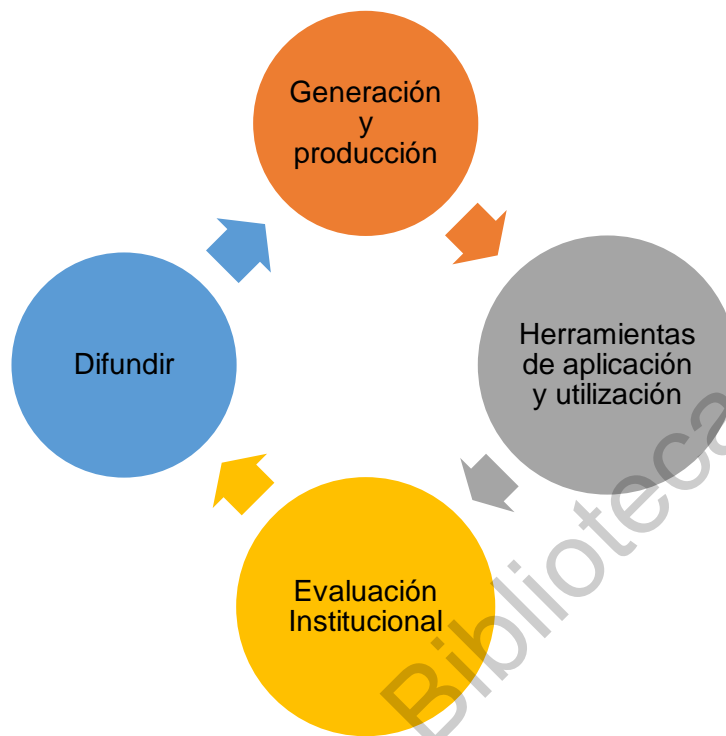 Generación
y
producción
Herramientas
de aplicación
y utilización
Difundir
Evaluación
Institucional
Biblioteca